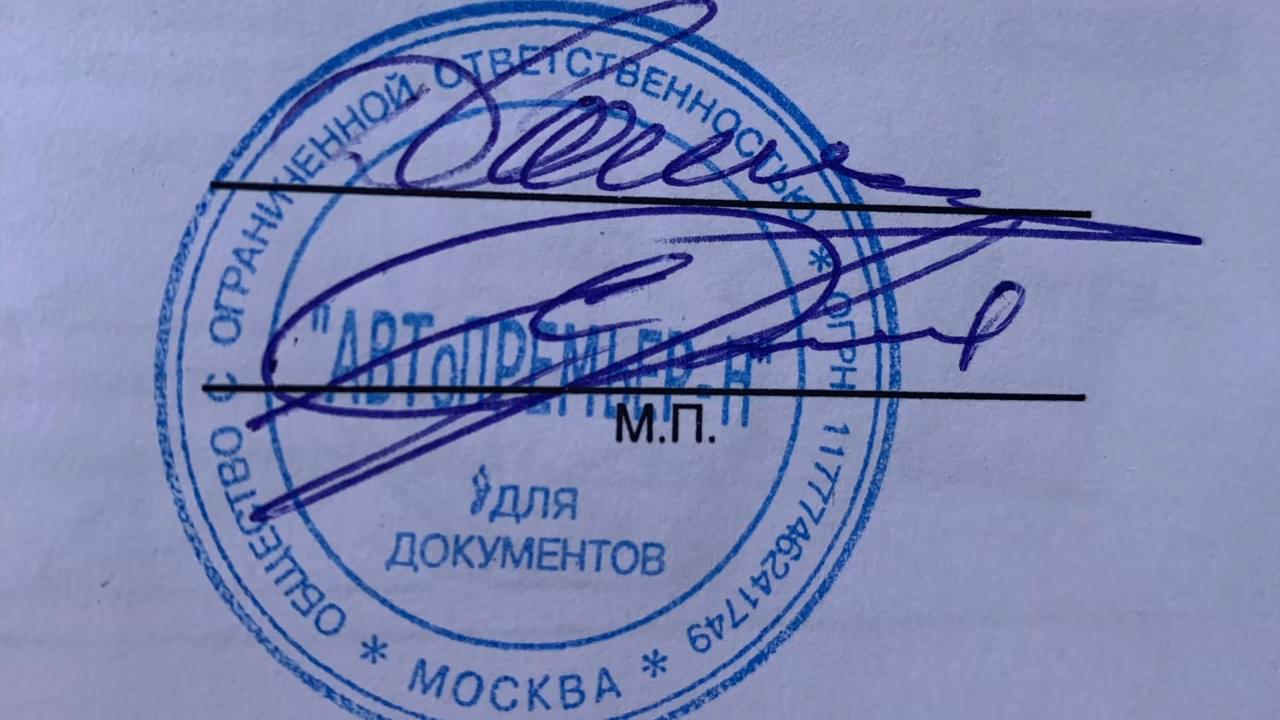 ОБЩЕСТВО С ОГРАНИЧЕННОЙ ОТВЕТСТВЕННОСТЬЮ * ОГРН 1177746241749 * МОСКВА *
"АВТоПРЕМЬЕР-Н"
М.П.
ДЛЯ
ДОКУМЕНТОВ